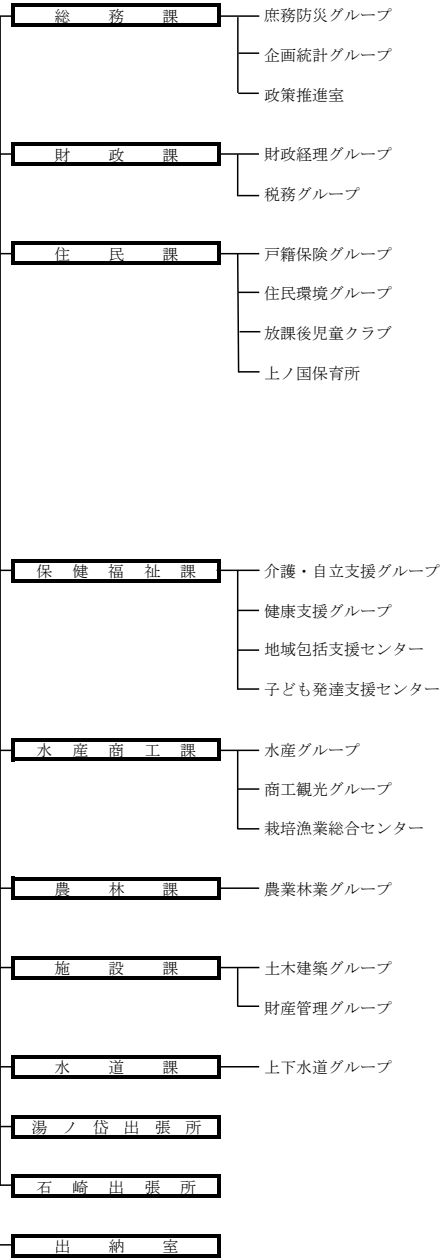 総務課
庶務防災グループ
企画統計グループ
政策推進室
財政課
財政経理グループ
税務グループ
住民課
戸籍保険グループ
住民環境グループ
放課後児童クラブ
上ノ国保育所
保健福祉課
介護・自立支援グループ
健康支援グループ
地域包括支援センター
子ども発達支援センター
水産商工課
水産グループ
商工観光グループ
栽培漁業総合センター
農林課
農業林業グループ
施設課
土木建築グループ
財産管理グループ
水道課
上下水道グループ
湯ノ岱出張所
石崎出張所
出納室